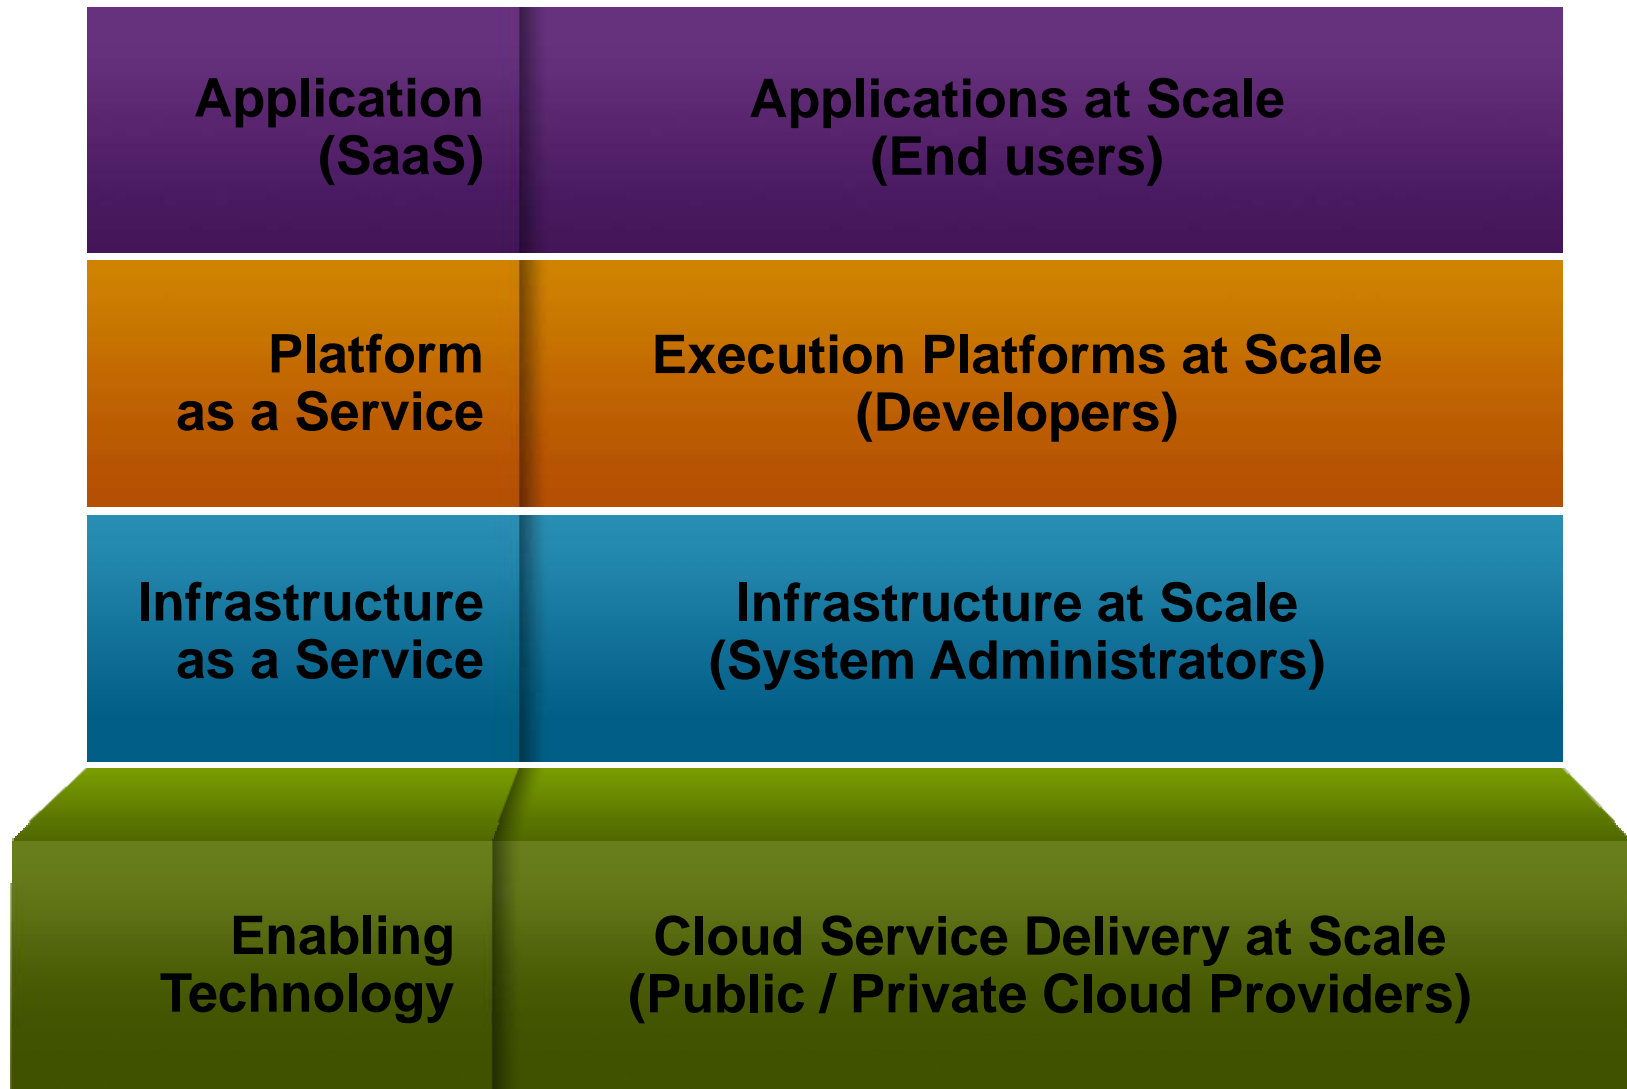 Application
(SaaS)
Applications at Scale
(End users)
Platform
as a Service
Execution Platforms at Scale
(Developers)
Infrastructure
as a Service
Infrastructure at Scale
(System Administrators)
Enabling
Technology
Cloud Service Delivery at Scale
(Public / Private Cloud Providers)